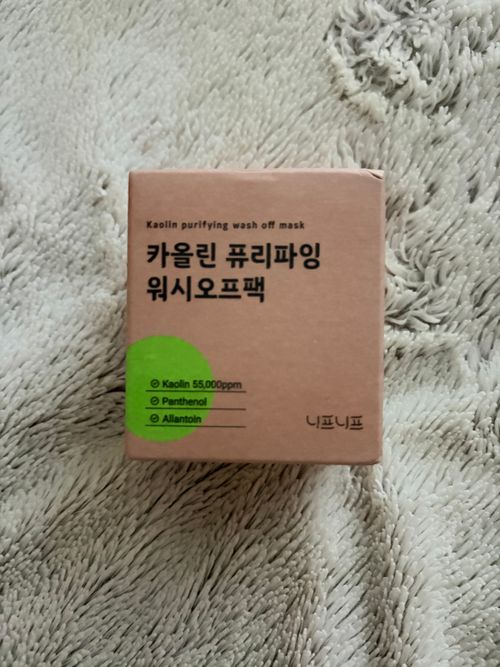 Kaolin purifying wash off mask
카올린 퓨리파잉
워시오프팩
Kaolin 55,000ppm
Panthenol
Allantoin
니프니프